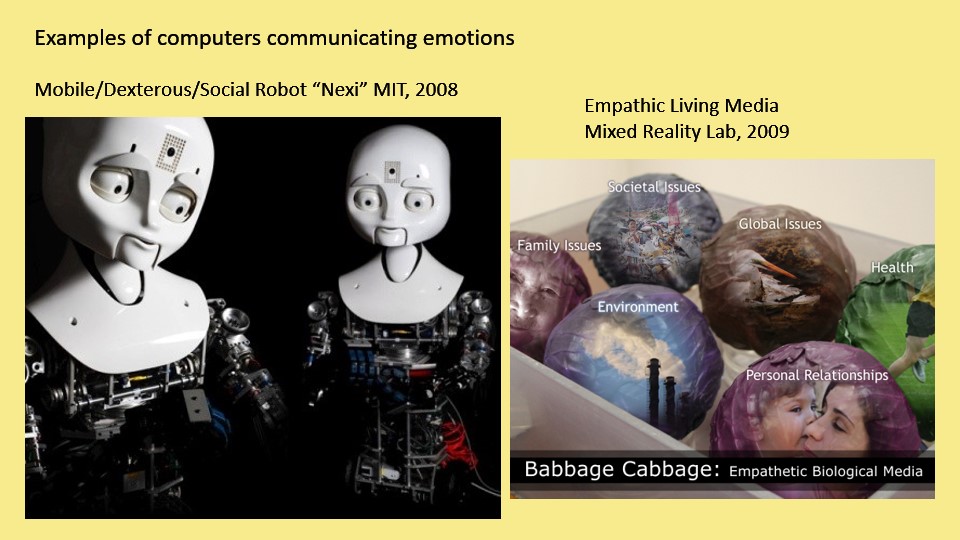 Examples of computers communicating emotions
Mobile/Dexterous/Social Robot “Nexi” MIT, 2008
Empathic Living Media
Mixed Reality Lab, 2009
Societal Issues
Global Issues
Family Issues
Health
Environment
Personal Relationships
Babbage Cabbage: Empathetic Biological Media